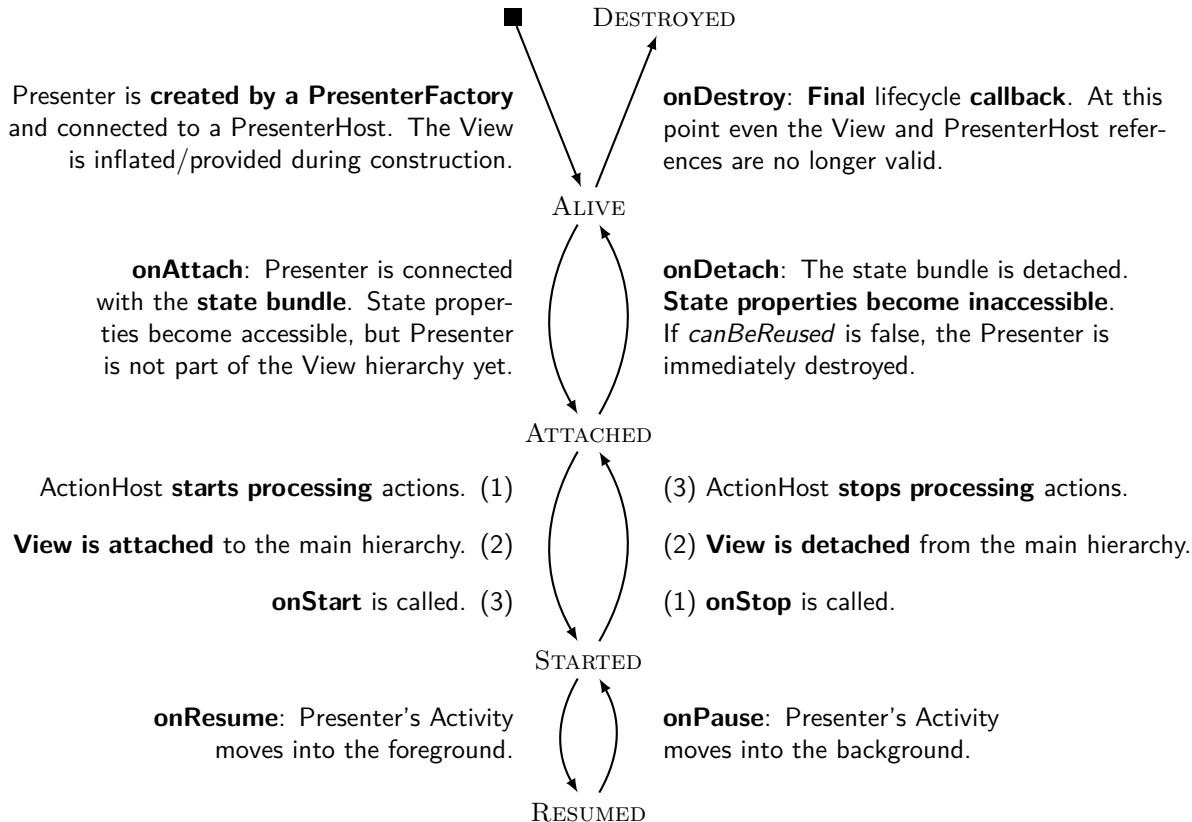 DESTROYED
Presenter is created by a PresenterFactory
and connected to a PresenterHost. The View
is inflated/provided during construction.
onDestroy: Final lifecycle callback. At this
point even the View and PresenterHost refer-
ences are no longer valid.
ALIVE
onAttach: Presenter is connected
with the state bundle. State proper-
ties become accessible, but Presenter
is not part of the View hierarchy yet.
onDetach: The state bundle is detached.
State properties become inaccessible.
If canBeReused is false, the Presenter is
immediately destroyed.
ATTACHED
ActionHost starts processing actions. (1)
View is attached to the main hierarchy. (2)
onStart is called. (3)
(3) ActionHost stops processing actions.
(2) View is detached from the main hierarchy.
(1) onStop is called.
STARTED
onResume: Presenter's Activity
moves into the foreground.
onPause: Presenter's Activity
moves into the background.
RESUMED